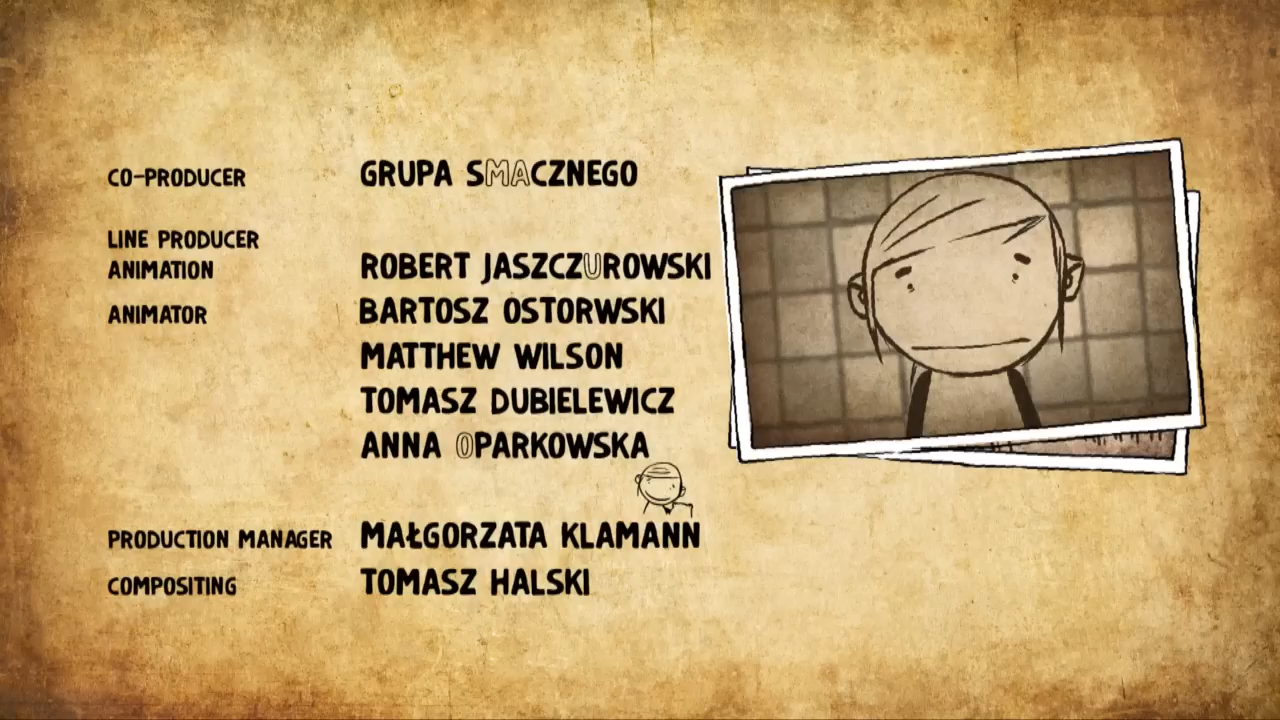 CO-PRODUCER GRUPA SMACZNEGO
LINE PRODUCER
ANIMATION ROBERT JASZCZUROWSKI
ANIMATOR BARTOSZ OSTORWSKI
MATTHEW WILSON
TOMASZ DUBIELEWICZ
ANNA OPARKOWSKA
PRODUCTION MANAGER MAŁGORZATA KLAMANN
COMPOSITING TOMASZ HALSKI